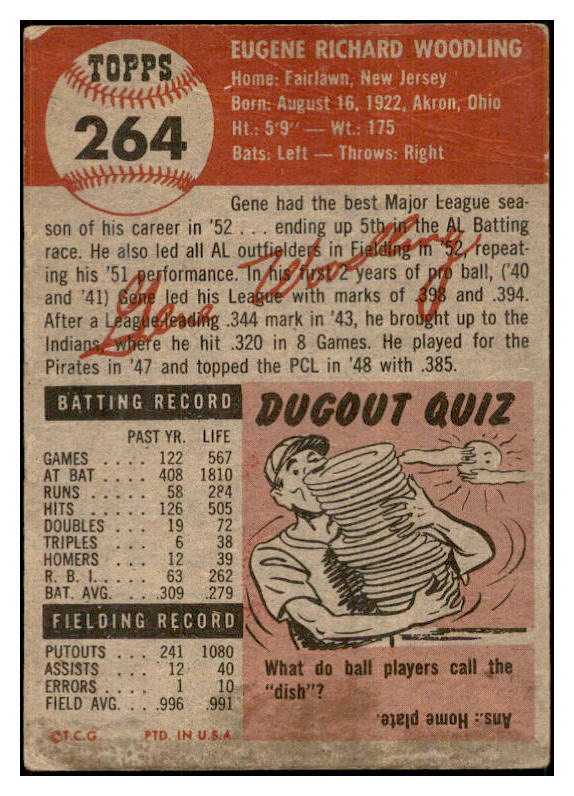 TOPPS
264
EUGENE RICHARD WOODLING
Home: Fairlawn, New Jersey
Born: August 16, 1922, Akron, Ohio
Ht.: 5'9" — Wt.: 175
Bats: Left — Throws: Right
Gene had the best Major League sea-
son of his career in '52 . . . ending up 5th in the AL Batting
race. He also led all AL outfielders in Fielding in '52, repeat-
ing his '51 performance. In his first 2 years of pro ball, ('40
and '41) Gene led his League with marks of .398 and .394.
After a League-leading .344 mark in '43, he brought up to the
Indians, where he hit .320 in 8 Games. He played for the
Pirates in '47 and topped the PCL in '48 with .385.
Gene Woodling
BATTING RECORD
PAST YR. LIFE
GAMES . . . . 122 567
AT BAT . . . . 408 1810
RUNS . . . . 58 284
HITS . . . . 126 505
DOUBLES . . . 19 72
TRIPLES . . . 6 38
HOMERS . . . 12 39
R. B. I. . . . . 63 262
BAT. AVG. . . . .309 .279
FIELDING RECORD
PUTOUTS . . . 241 1080
ASSISTS . . . 12 40
ERRORS . . . . 1 10
FIELD AVG. . . .996 .991
©T.C.G. PTD. IN U.S.A.
DUGOUT QUIZ
What do ball players call the
"dish"?
Ans.: Home plate.